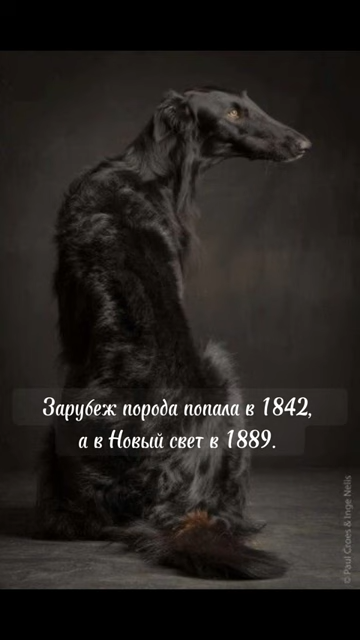 Зарубеж порода попала в 1842,
а в Новый свет в 1889.
© Paul Croes & Inge Nelis